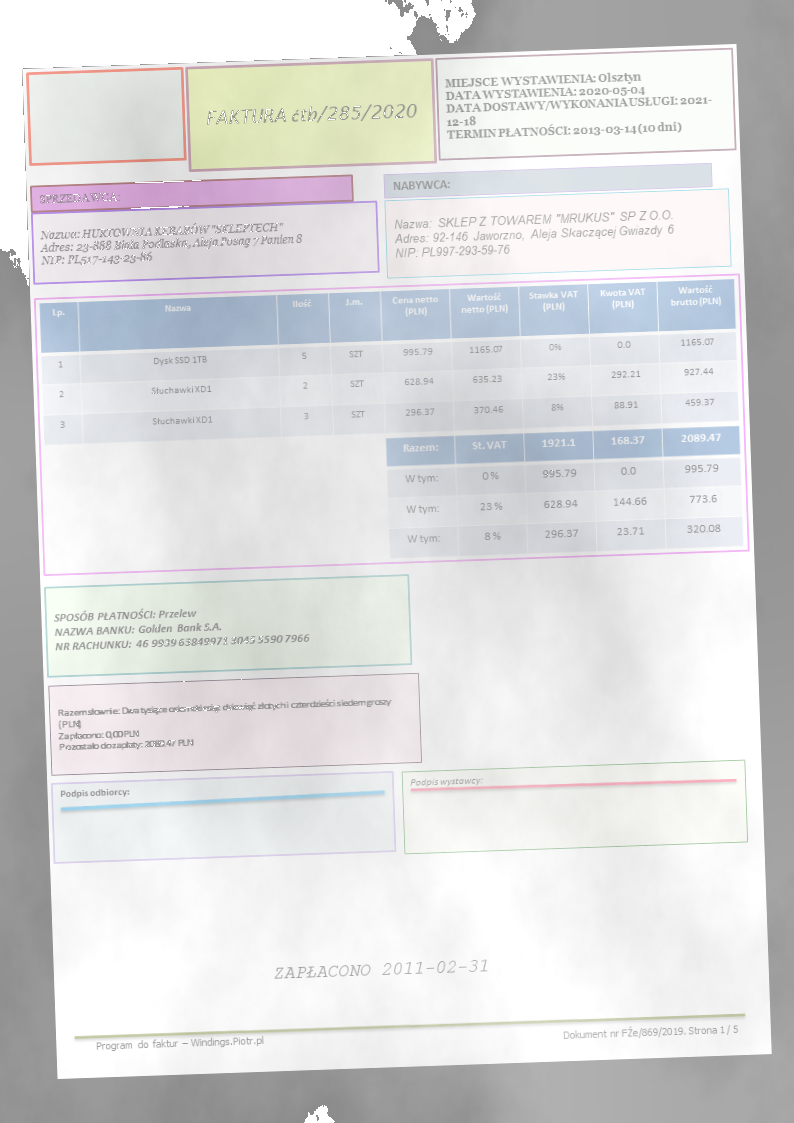 FAKTURA čtb/285/2020
MIEJSCE WYSTAWIENIA: Olsztyn
DATA WYSTAWIENIA: 2020-05-04
DATA DOSTAWY/WYKONANIA USŁUGI: 2021-
12-18
TERMIN PŁATNOŚCI: 2013-03-14 (10 dni)
SPRZEDAWCA:
Nazwa: HURTOWNIA "SKLEPTECH"
Adres: 23-868 Biała Podlaska, Aleja 8
NIP: PL517-143-23-86
NABYWCA:
Nazwa: SKLEP Z TOWAREM "MRUKUS" SP Z O.O.
Adres: 92-146 Jaworzno, Aleja Skaczącej Gwiazdy 6
NIP: PL997-293-59-76
Lp. Nazwa Ilość J.m. Cena netto (PLN) Wartość netto (PLN) Stawka VAT (PLN) Kwota VAT (PLN) Wartość brutto (PLN)
1 Dysk SSD 1TB 5 SZT 995.79 1165.07 0% 0.0 1165.07
2 Słuchawki XD1 2 SZT 628.94 635.23 23% 292.21 927.44
3 Słuchawki XD1 3 SZT 296.37 370.46 8% 88.91 459.37
Razem: St. VAT 1921.1 168.37 2089.47
W tym: 0 % 995.79 0.0 995.79
W tym: 23 % 628.94 144.66 773.6
W tym: 8 % 296.37 23.71 320.08
SPOSÓB PŁATNOŚCI: Przelew
NAZWA BANKU: Golden Bank S.A.
NR RACHUNKU: 46 9939 5590 7966
Razem słownie: Dwa tysiące złotych i czterdzieści siedem groszy
(PLN)
Zapłacono: 0,00 PLN
Pozostało do zapłaty: 2089.47 PLN
Podpis odbiorcy:
Podpis wystawcy:
ZAPŁACONO 2011-02-31
Program do faktur – Windings.Piotr.pl
Dokument nr FŻe/869/2019. Strona 1 / 5